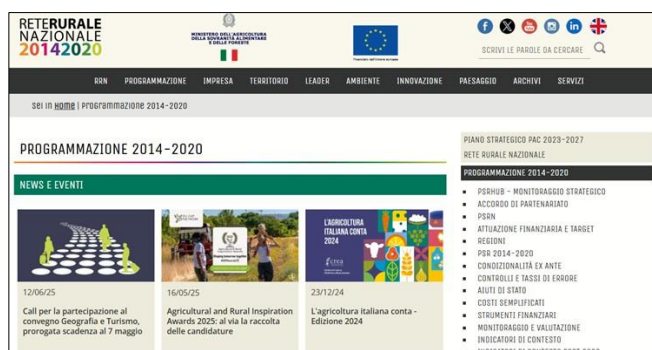 RETERURALE
NAZIONALE
20142020
MINISTERO DELL'AGRICOLTURA
DELLA SOVRANITÀ ALIMENTARE
E DELLE FORESTE
SCRIVI LE PAROLE DA CERCARE
RRN PROGRAMMAZIONE IMPRESA TERRITORIO LEADER AMBIENTE INNOVAZIONE PAESAGGIO ARCHIVI SERVIZI
Sei in Home | Programmazione 2014-2020
PROGRAMMAZIONE 2014-2020
NEWS E EVENTI
L'AGRICOLTURA
ITALIANA CONTA
2024
crea
12/06/25
Call per la partecipazione al
convegno Geografia e Turismo,
prorogata scadenza al 7 maggio
16/05/25
Agricultural and Rural Inspiration
Awards 2025: al via la raccolta
delle candidature
23/12/24
L'agricoltura italiana conta -
Edizione 2024
PIANO STRATEGICO PAC 2023-2027
RETE RURALE NAZIONALE
PROGRAMMAZIONE 2014-2020
PSRHUB - MONITORAGGIO STRATEGICO
ACCORDO DI PARTENARIATO
PSRN
ATTUAZIONE FINANZIARIA E TARGET
REGIONI
PSR 2014-2020
CONDIZIONALITÀ EX ANTE
CONTROLLI E TASSI DI ERRORE
AIUTI DI STATO
COSTI SEMPLIFICATI
STRUMENTI FINANZIARI
MONITORAGGIO E VALUTAZIONE
INDICATORI DI CONTESTO